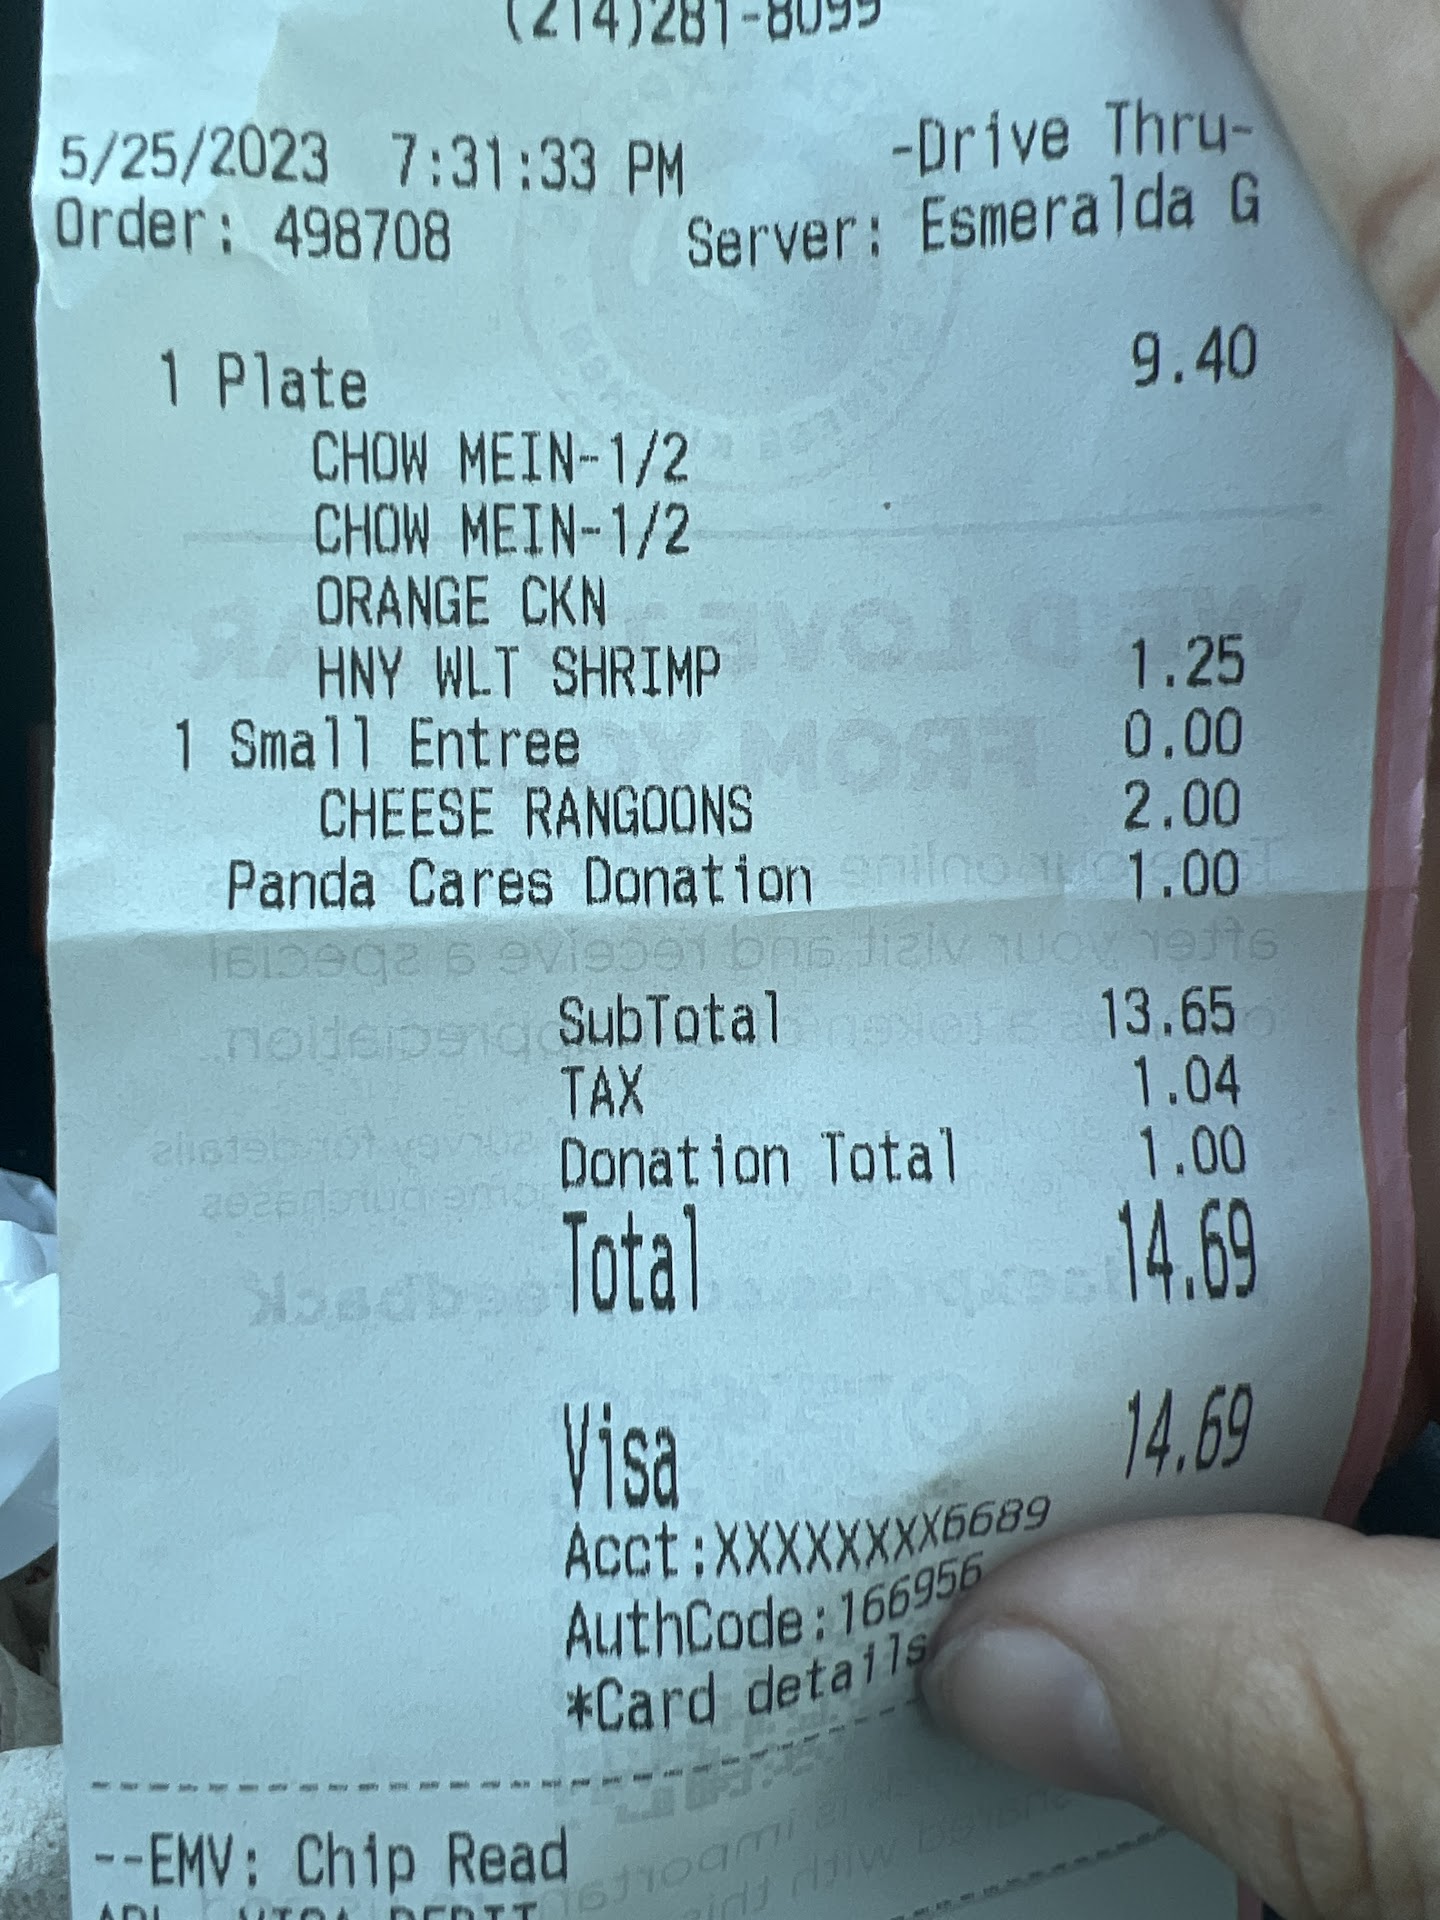 (214)281-8099
5/25/2023 7:31:33 PM -Drive Thru-
Order: 498708 Server: Esmeralda G
1 Plate 9.40
CHOW MEIN-1/2
CHOW MEIN-1/2
ORANGE CKN
HNY WLT SHRIMP 1.25
1 Small Entree 0.00
CHEESE RANGOONS 2.00
Panda Cares Donation 1.00
SubTotal 13.65
TAX 1.04
Donation Total 1.00
Total 14.69
Visa 14.69
Acct:XXXXXXXX6689
AuthCode:166956
*Card details
--EMV: Chip Read
VISA DEBIT